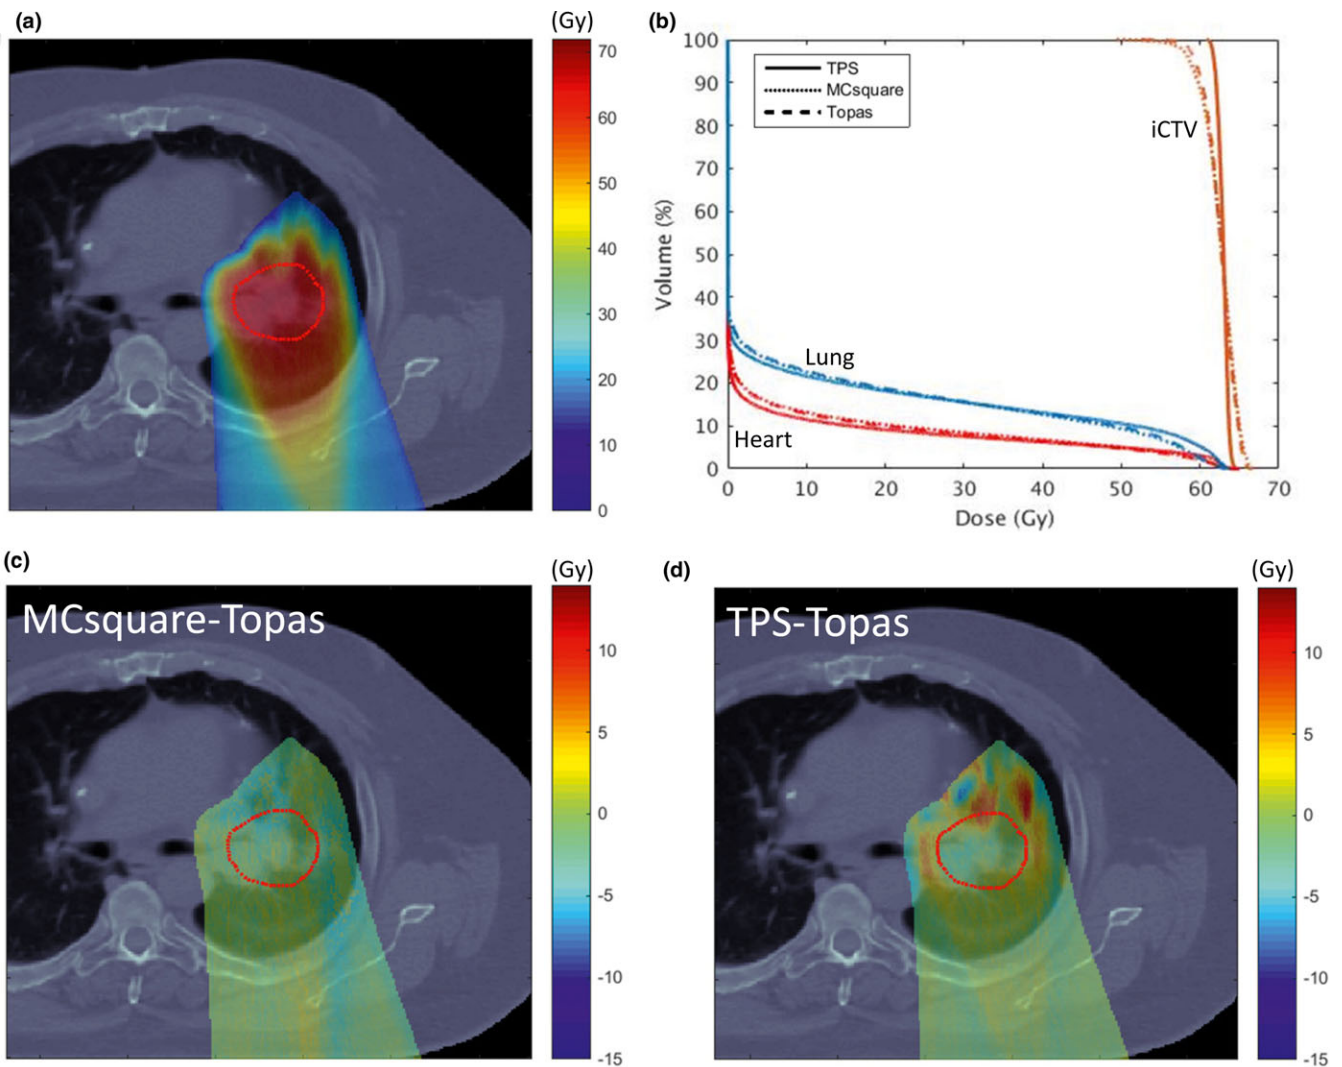 (a)
(Gy)
70
60
50
40
30
20
10
0
(b)
100
90
80
70
60
50
40
30
20
10
0
Volume (%)
TPS
MCsquare
Topas
iCTV
Lung
Heart
0 10 20 30 40 50 60 70
Dose (Gy)
(c)
(Gy)
MCsquare-Topas
10
5
0
-5
-10
-15
(d)
(Gy)
TPS-Topas
10
5
0
-5
-10
-15